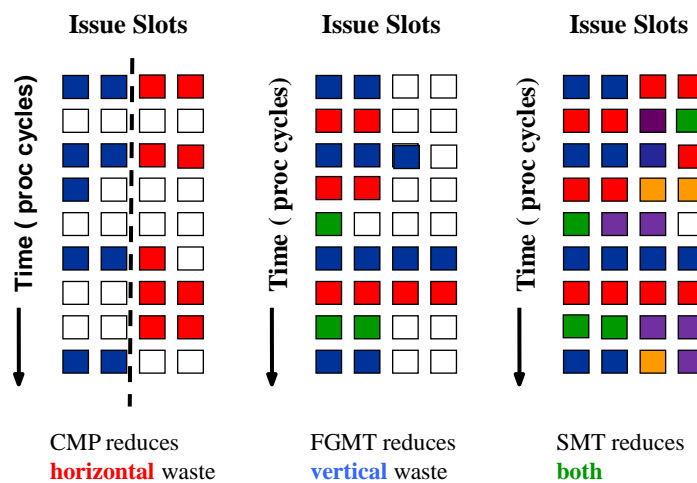 Issue Slots
Issue Slots
Issue Slots
Time ( proc cycles)
Time ( proc cycles)
Time ( proc cycles)
CMP reduces
horizontal waste
FGMT reduces
vertical waste
SMT reduces
both